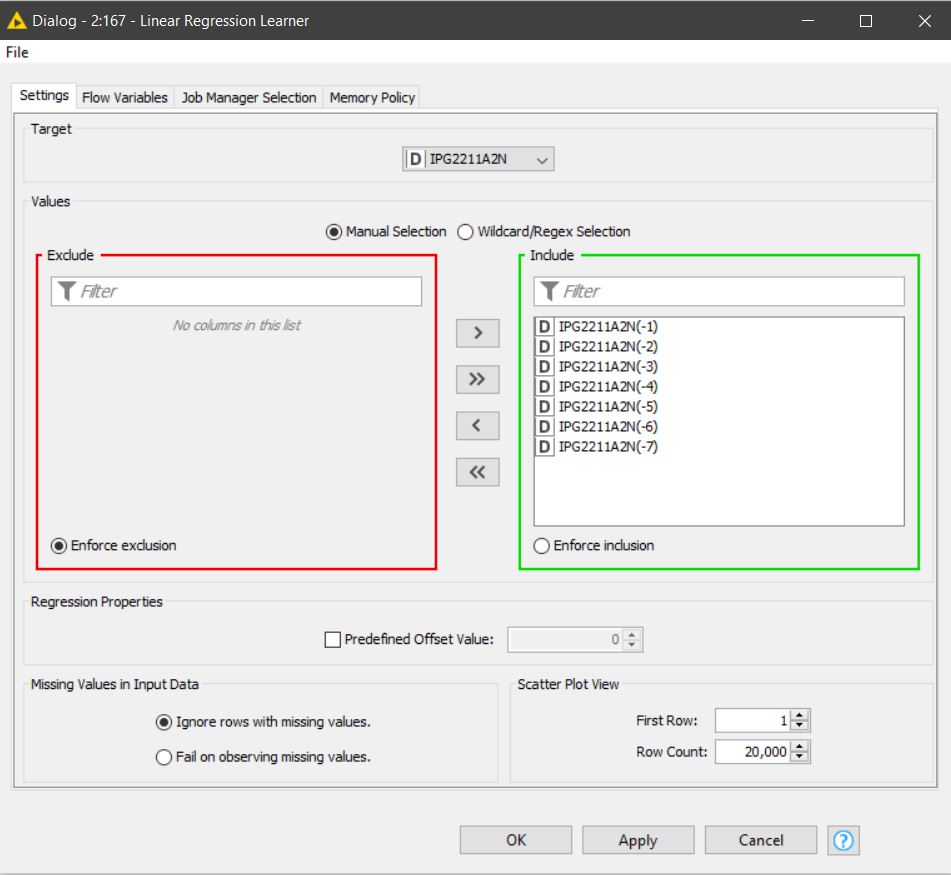 Dialog - 2:167 - Linear Regression Learner
File
Settings Flow Variables Job Manager Selection Memory Policy
Target
D IPG2211A2N
Values
Manual Selection Wildcard/Regex Selection
Exclude
Filter
No columns in this list
Enforce exclusion
>
>>
<
<<
Include
Filter
D IPG2211A2N(-1)
D IPG2211A2N(-2)
D IPG2211A2N(-3)
D IPG2211A2N(-4)
D IPG2211A2N(-5)
D IPG2211A2N(-6)
D IPG2211A2N(-7)
Enforce inclusion
Regression Properties
Predefined Offset Value: 0
Missing Values in Input Data
Ignore rows with missing values.
Fail on observing missing values.
Scatter Plot View
First Row: 1
Row Count: 20,000
OK Apply Cancel ?